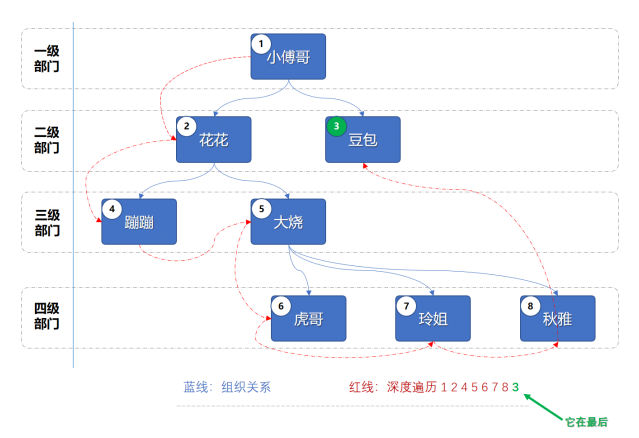 一级
部门
1
小傅哥
二级
部门
2
花花
3
豆包
三级
部门
4
蹦蹦
5
大烧
四级
部门
6
虎哥
7
玲姐
8
秋雅
蓝线：组织关系
红线：深度遍历 1 2 4 5 6 7 8 3
它在最后